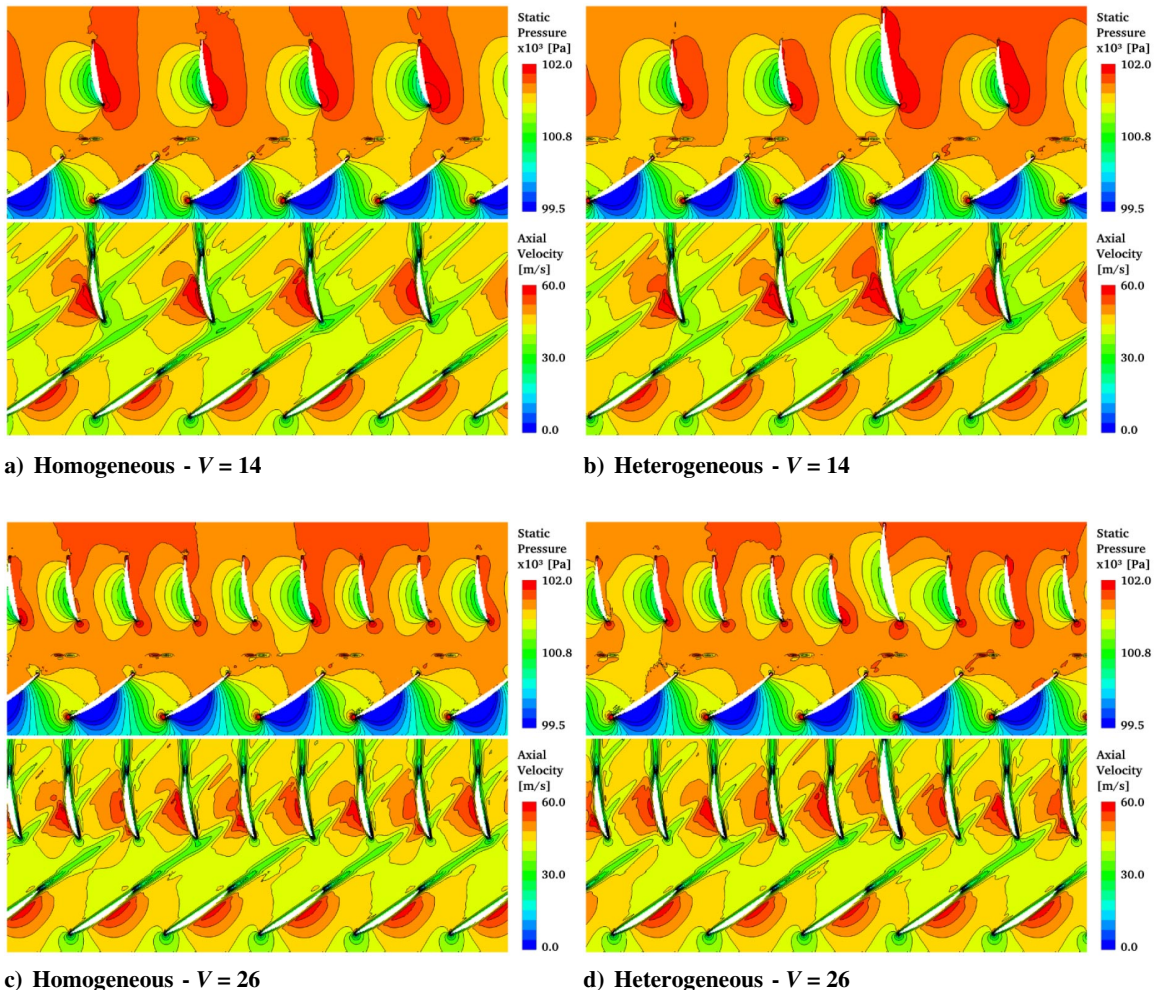 Static
Pressure
x10³ [Pa]
102.0
100.8
99.5
Axial
Velocity
[m/s]
60.0
30.0
0.0
a) Homogeneous - V = 14
Static
Pressure
x10³ [Pa]
102.0
100.8
99.5
Axial
Velocity
[m/s]
60.0
30.0
0.0
b) Heterogeneous - V = 14
Static
Pressure
x10³ [Pa]
102.0
100.8
99.5
Axial
Velocity
[m/s]
60.0
30.0
0.0
c) Homogeneous - V = 26
Static
Pressure
x10³ [Pa]
102.0
100.8
99.5
Axial
Velocity
[m/s]
60.0
30.0
0.0
d) Heterogeneous - V = 26